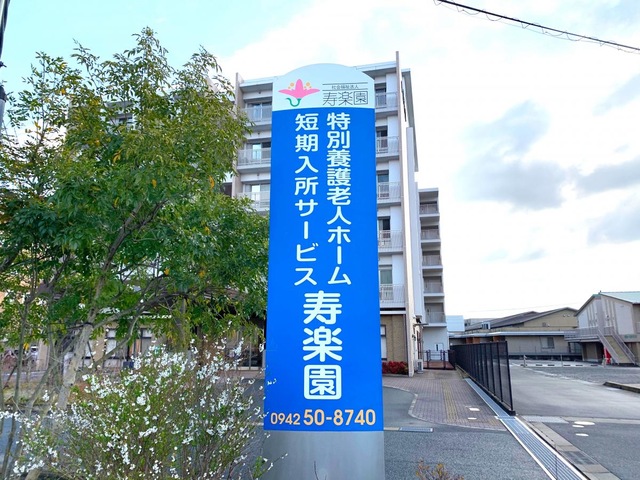 社会福祉法人
寿楽園
特別養護老人ホーム
短期入所サービス
寿楽園
0942 50-8740